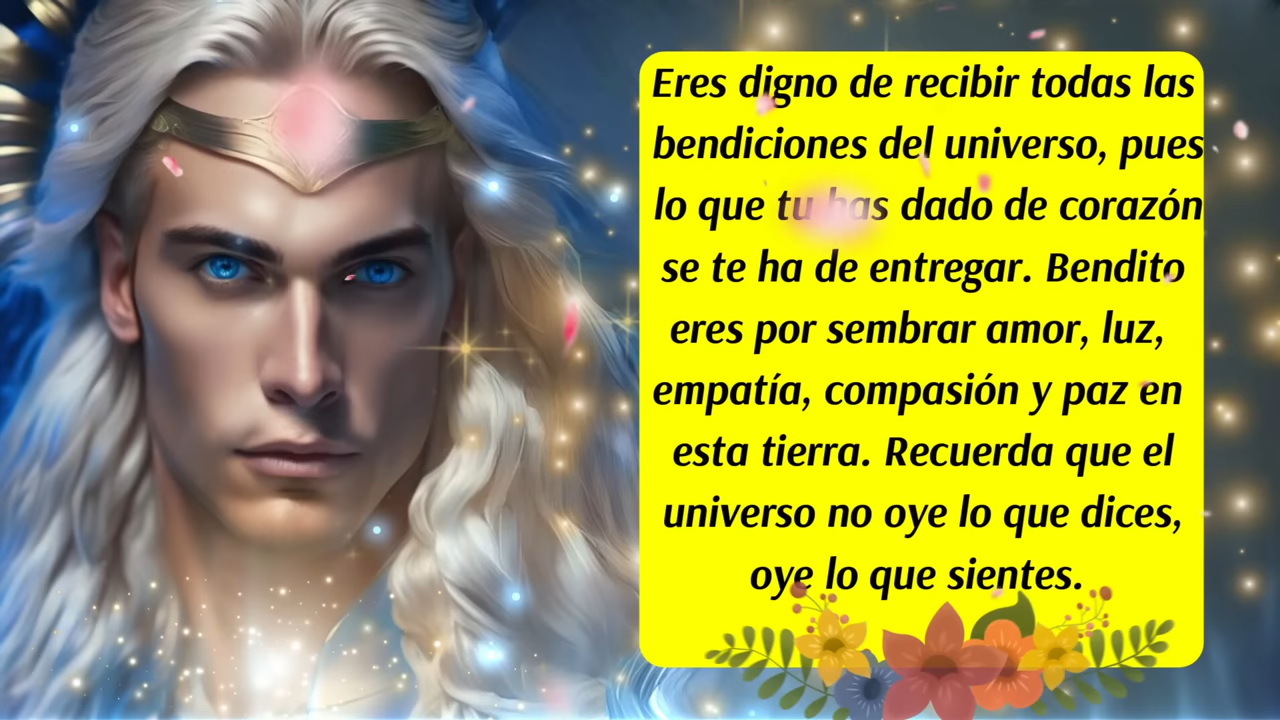 Eres digno de recibir todas las
bendiciones del universo, pues
lo que tu has dado de corazón
se te ha de entregar. Bendito
eres por sembrar amor, luz,
empatía, compasión y paz en
esta tierra. Recuerda que el
universo no oye lo que dices,
oye lo que sientes.